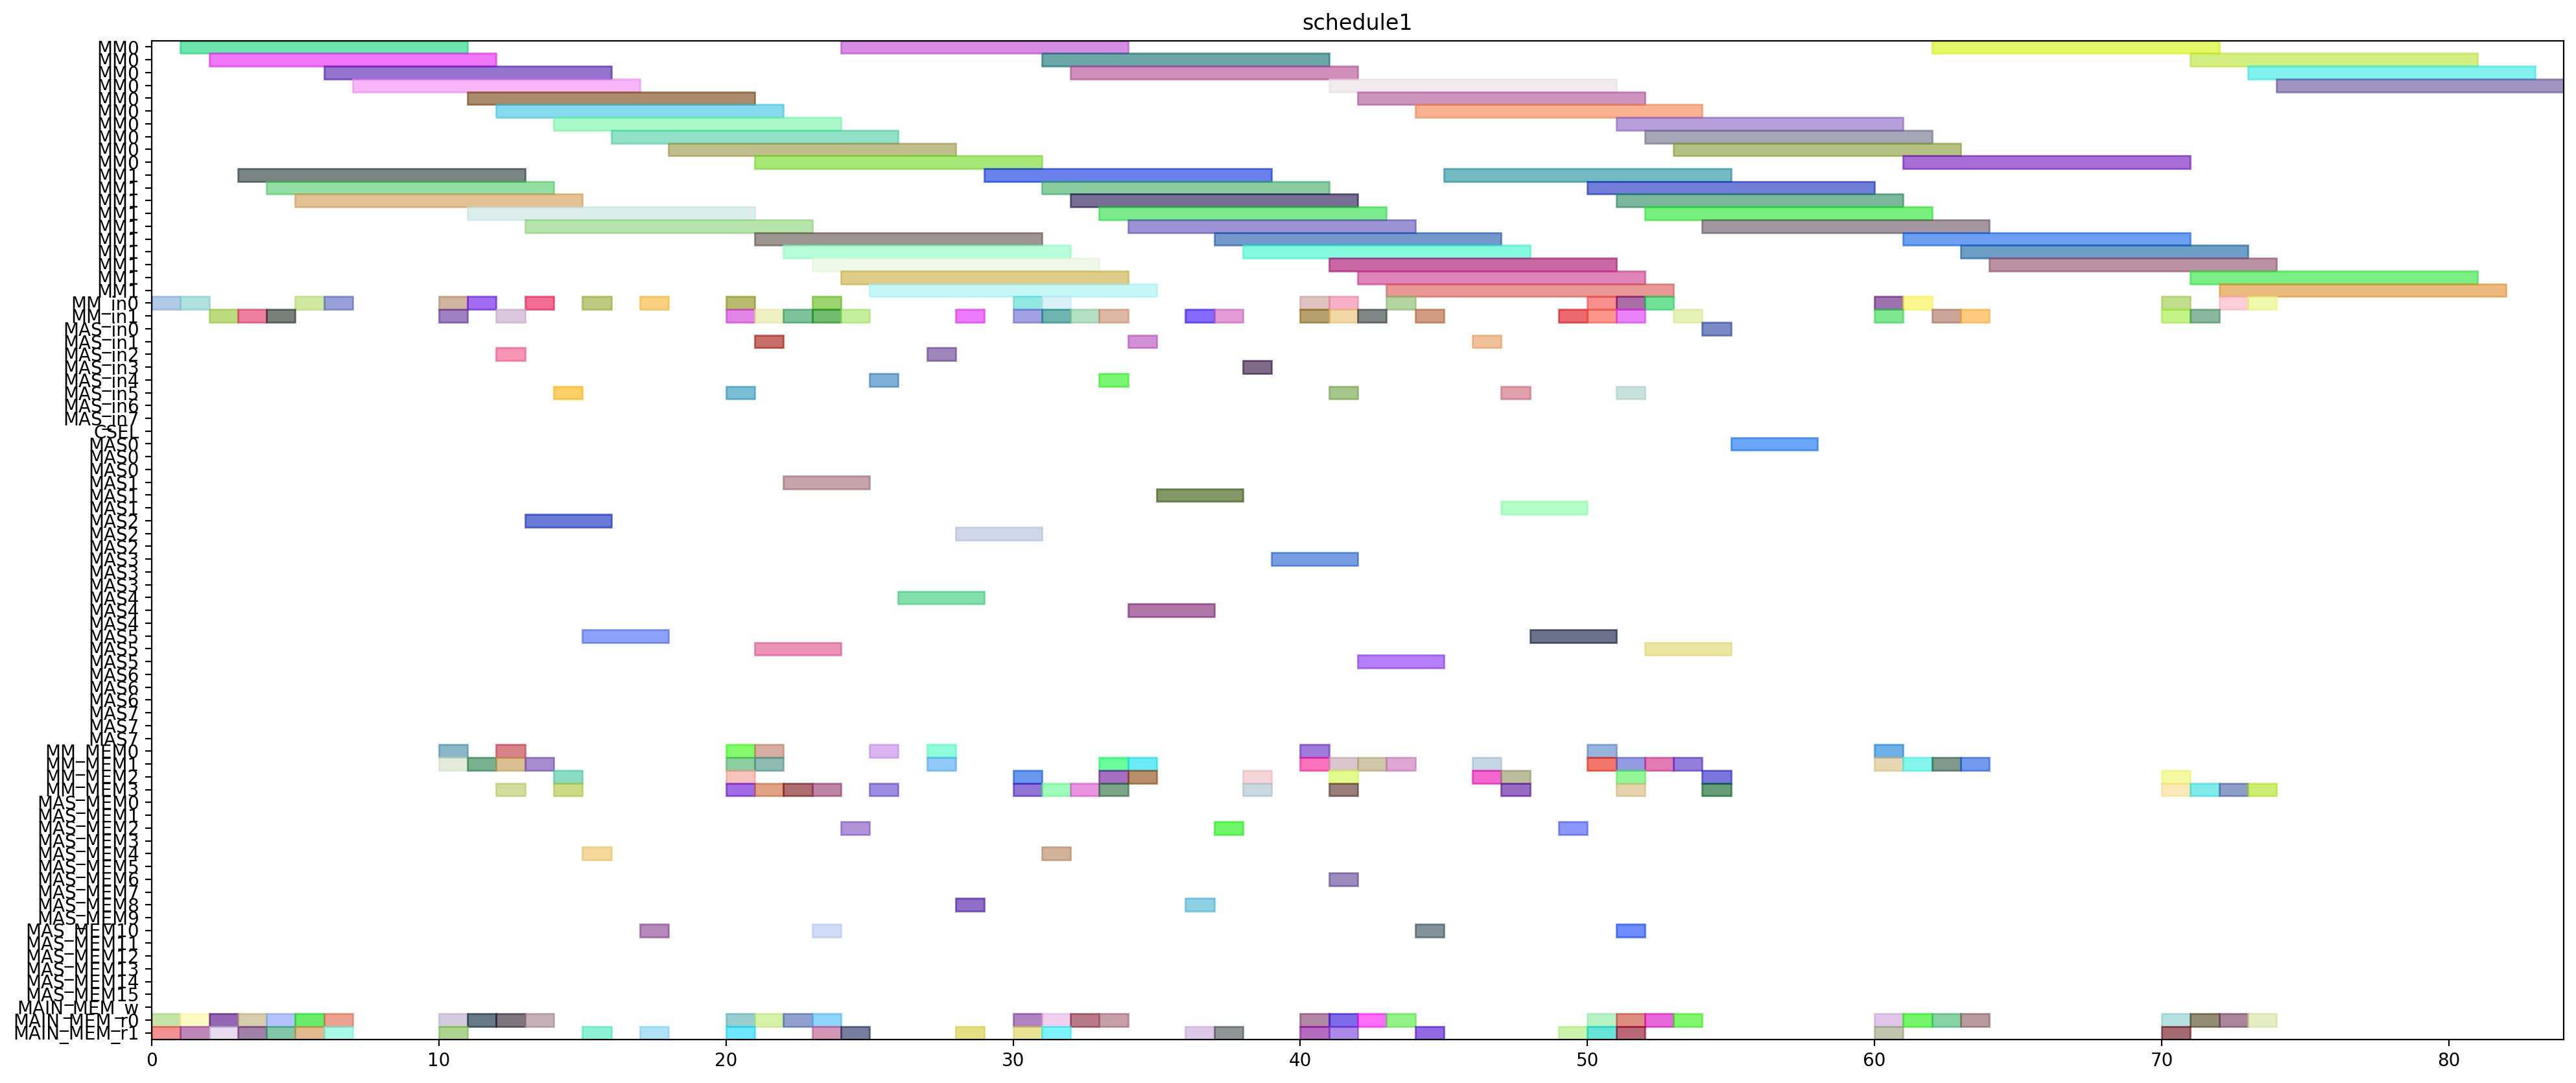 schedule1
MM0
MM0
MM0
MM0
MM0
MM0
MM0
MM0
MM0
MM0
MM1
MM1
MM1
MM1
MM1
MM1
MM1
MM1
MM1
MM1
MM_in0
MM_in1
MAS_in0
MAS_in1
MAS_in2
MAS_in3
MAS_in4
MAS_in5
MAS_in6
MAS_in7
CSEL
MAS0
MAS0
MAS0
MAS1
MAS1
MAS1
MAS2
MAS2
MAS2
MAS3
MAS3
MAS3
MAS4
MAS4
MAS4
MAS5
MAS5
MAS5
MAS6
MAS6
MAS6
MAS7
MAS7
MAS7
MM_MEM0
MM_MEM1
MM_MEM2
MM_MEM3
MAS_MEM0
MAS_MEM1
MAS_MEM2
MAS_MEM3
MAS_MEM4
MAS_MEM5
MAS_MEM6
MAS_MEM7
MAS_MEM8
MAS_MEM9
MAS_MEM10
MAS_MEM11
MAS_MEM12
MAS_MEM13
MAS_MEM14
MAS_MEM15
MAIN_MEM_w
MAIN_MEM_r0
MAIN_MEM_r1
0 10 20 30 40 50 60 70 80